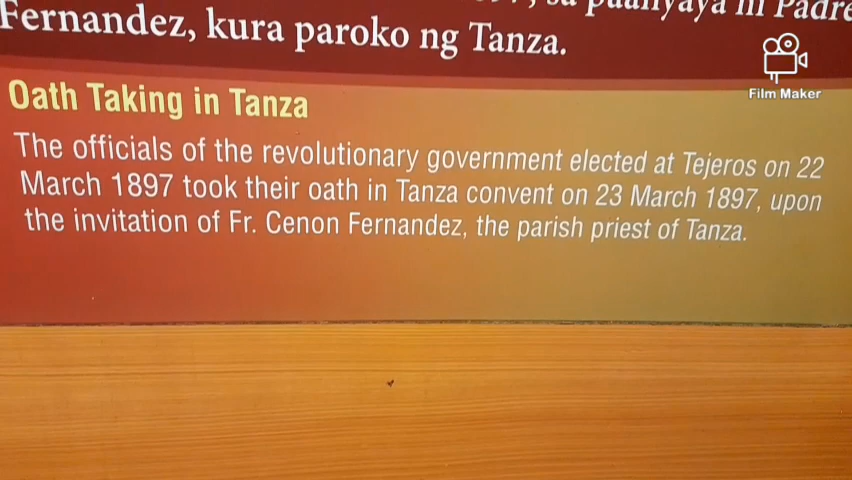 Padre
Fernandez, kura paroko ng Tanza.
Film Maker
Oath Taking in Tanza
The officials of the revolutionary government elected at Tejeros on 22
March 1897 took their oath in Tanza convent on 23 March 1897, upon
the invitation of Fr. Cenon Fernandez, the parish priest of Tanza.